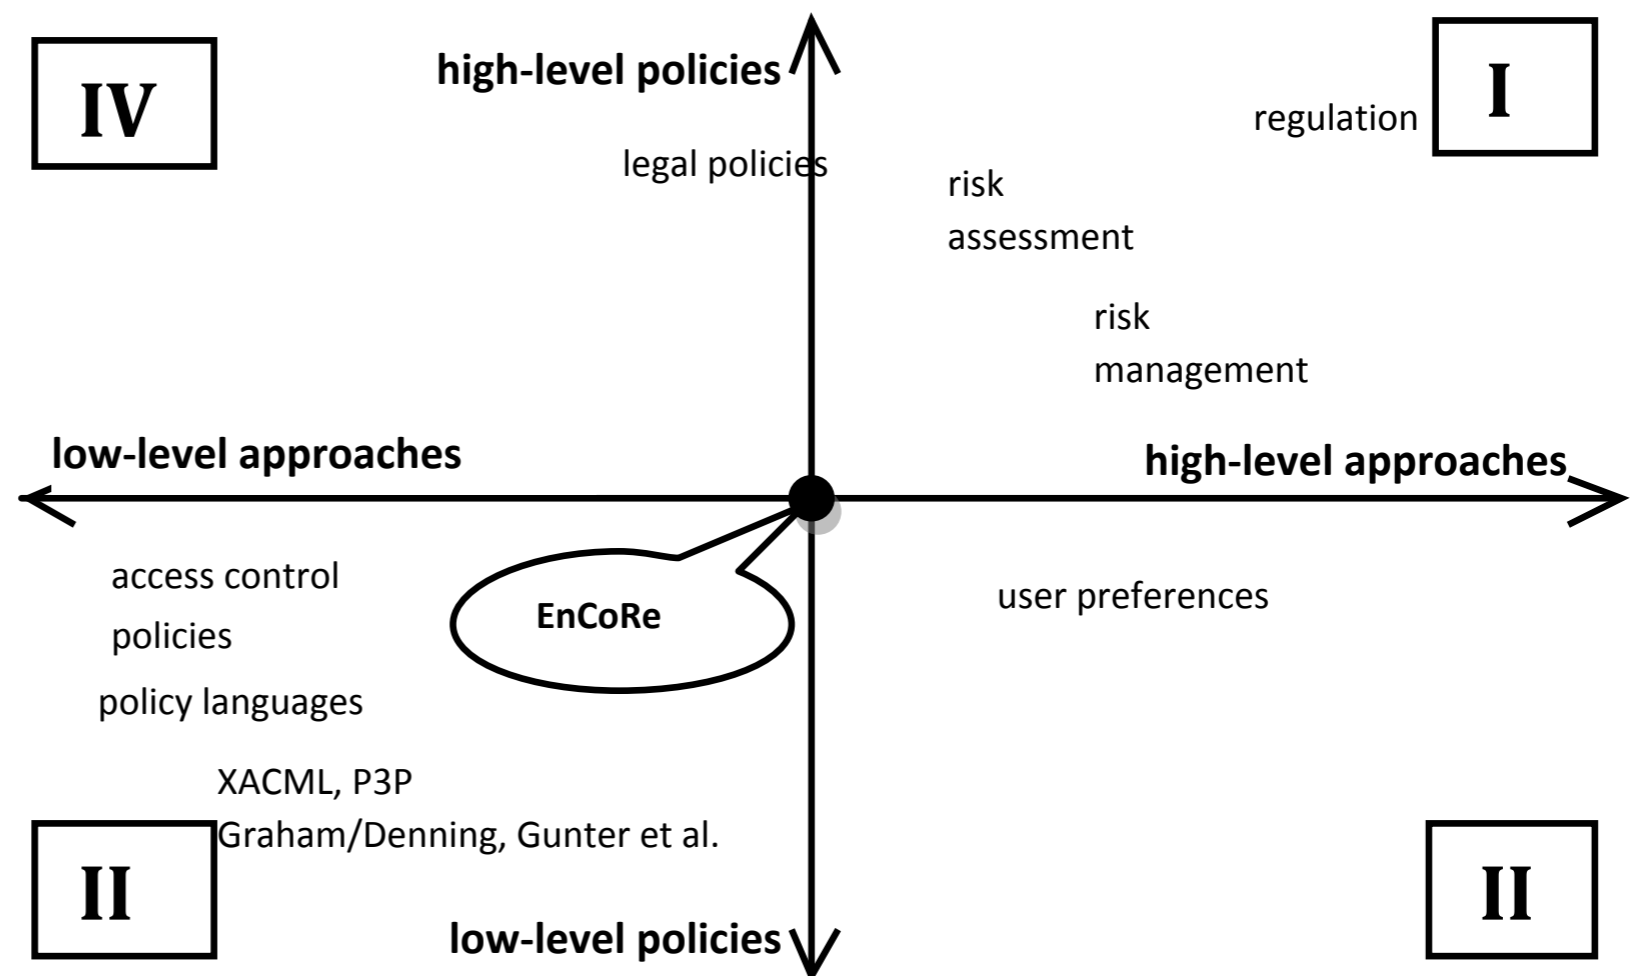 IV
high-level policies
I
regulation
legal policies
risk
assessment
risk
management
low-level approaches
high-level approaches
access control
policies
EnCoRe
user preferences
policy languages
XACML, P3P
Graham/Denning, Gunter et al.
II
II
low-level policies